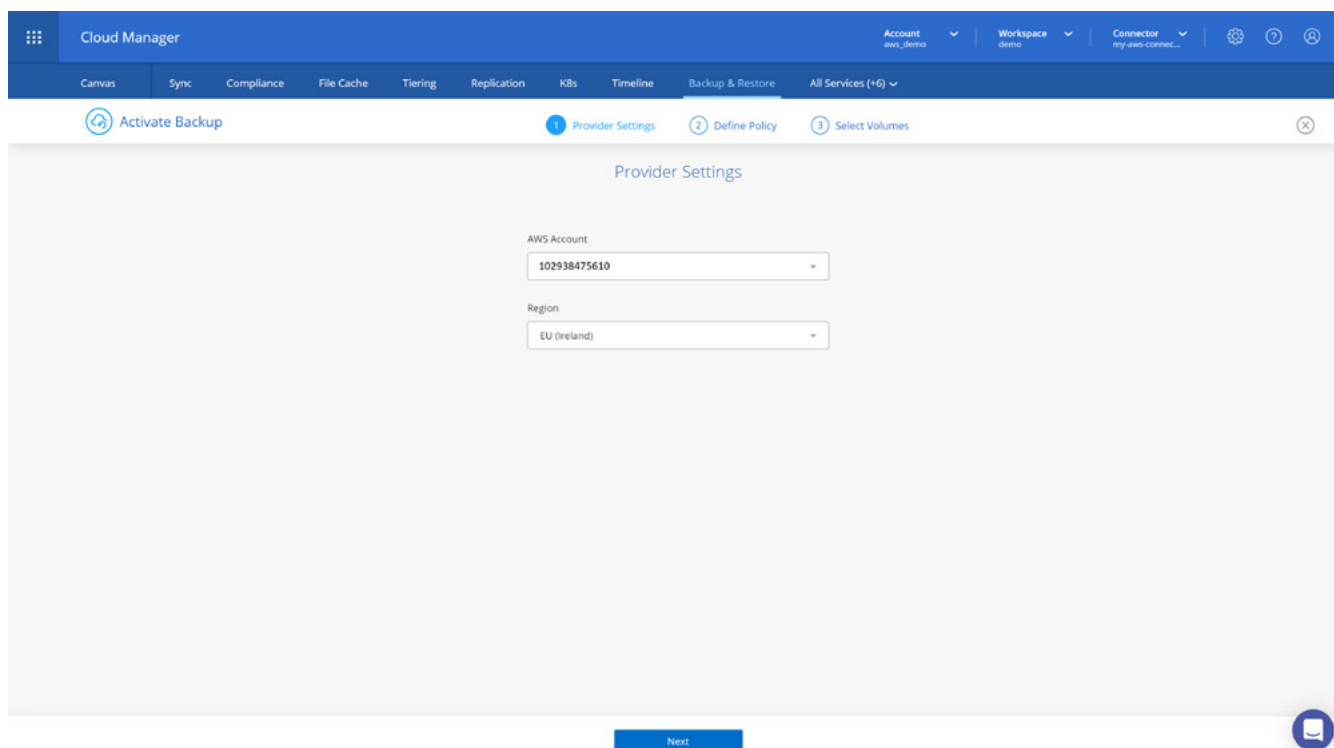 Cloud Manager
Account
aws_demo
Workspace
demo
Connector
my-aws-connec...
Canvas Sync Compliance File Cache Tiering Replication K8s Timeline Backup & Restore All Services (+6)
Activate Backup
1 Provider Settings 2 Define Policy 3 Select Volumes
Provider Settings
AWS Account
102938475610
Region
EU (Ireland)
Next